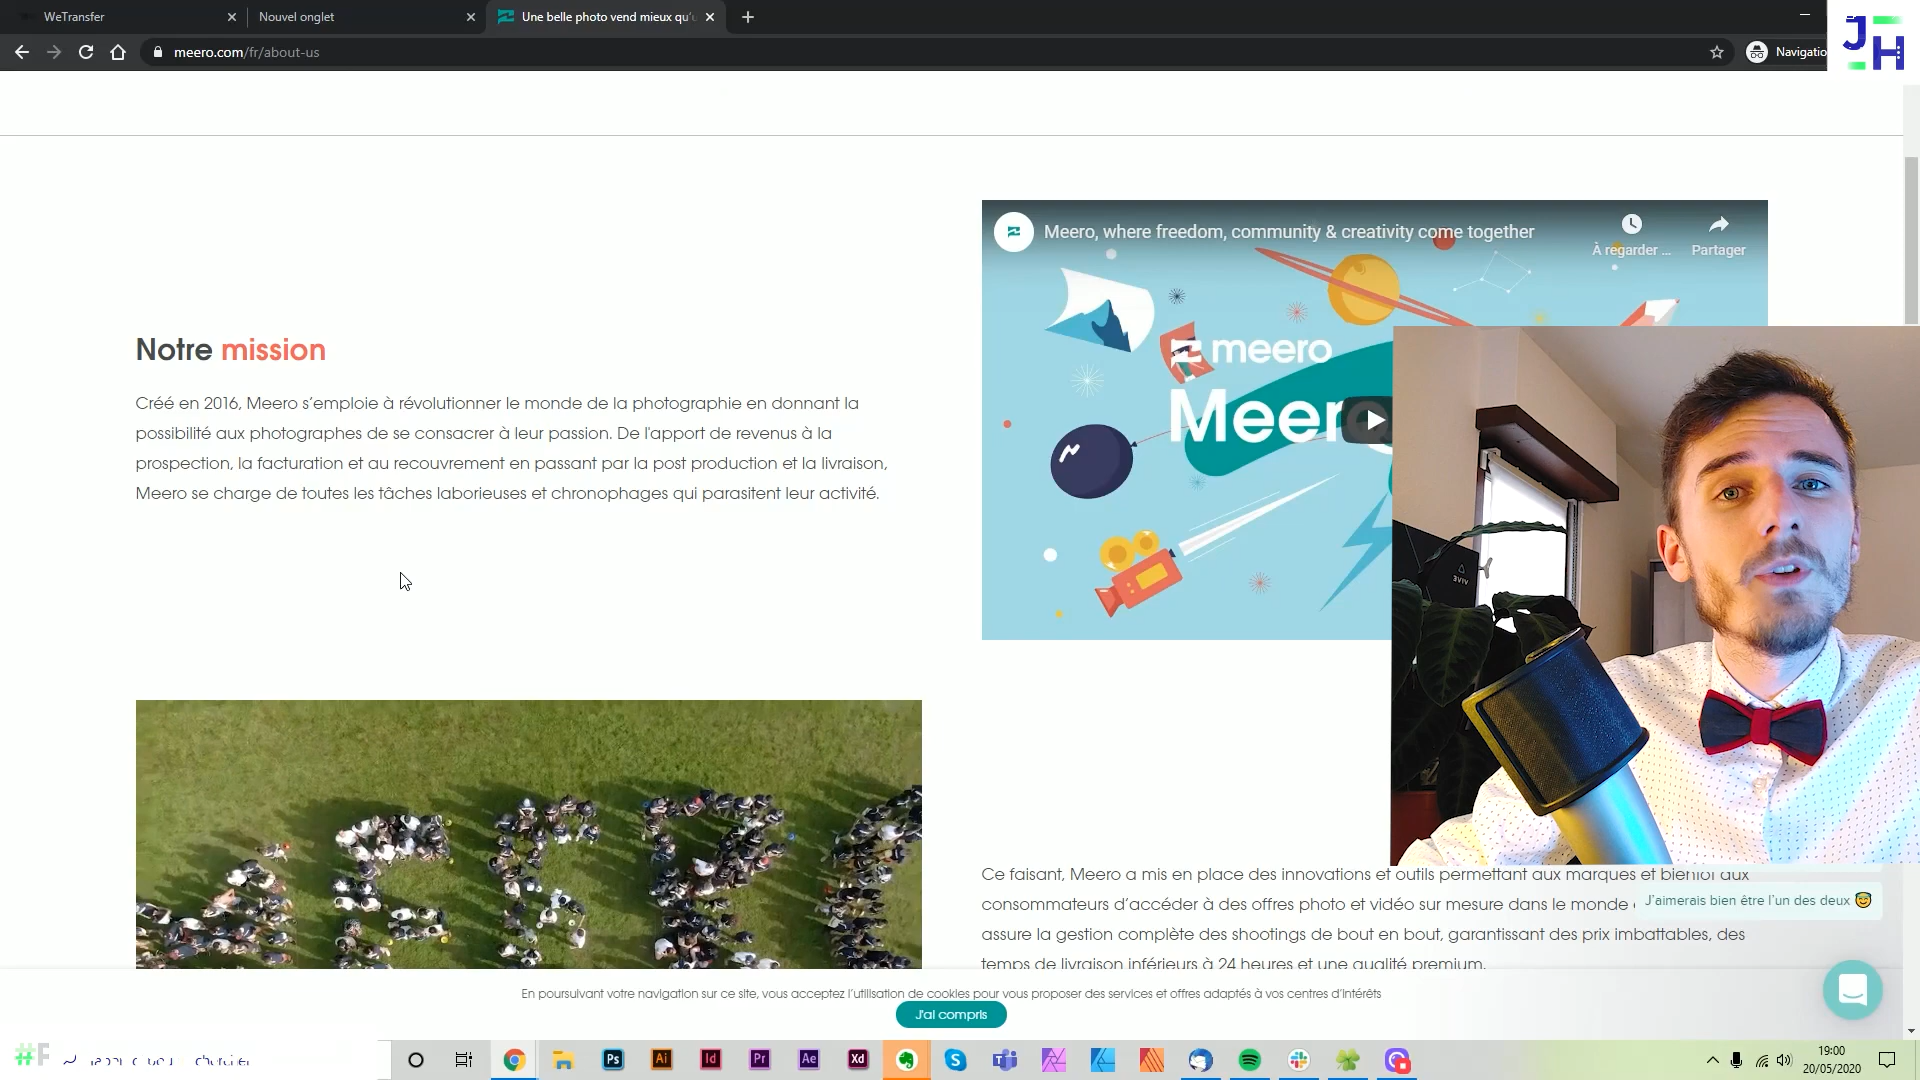 WeTransfer
Nouvel onglet
Une belle photo vend mieux qu'u
meero.com/fr/about-us
Navigatio
JH
Meero, where freedom, community & creativity come together
À regarder ...
Partager
meero
Meero
Notre mission
Créé en 2016, Meero s'emploie à révolutionner le monde de la photographie en donnant la
possibilité aux photographes de se consacrer à leur passion. De l'apport de revenus à la
prospection, la facturation et au recouvrement en passant par la post production et la livraison,
Meero se charge de toutes les tâches laborieuses et chronophages qui parasitent leur activité.
VIVE
Ce faisant, Meero a mis en place des innovations et outils permettant aux marques et bientôt aux
consommateurs d'accéder à des offres photo et vidéo sur mesure dans le monde
assure la gestion complète des shootings de bout en bout, garantissant des prix imbattables, des
temps de livraison inférieurs à 24 heures et une qualité premium.
J'aimerais bien être l'un des deux 😇
En poursuivant votre navigation sur ce site, vous acceptez l'utilisation de cookies pour vous proposer des services et offres adaptés à vos centres d'intérêts
J'ai compris
Ps
Ai
Id
Pr
Ae
Xd
19:00
20/05/2020